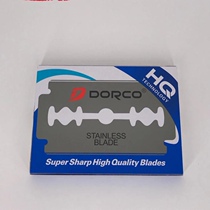 HQ
TECHNOLOGY
DORCO
STAINLESS
BLADE
Super Sharp High Quality Blades